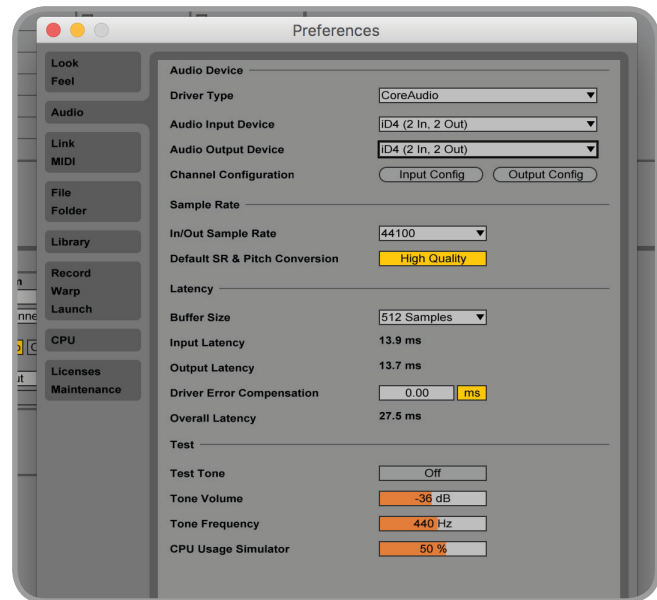 Preferences
Look
Feel
Audio
Link
MIDI
File
Folder
Library
Record
Warp
Launch
CPU
Licenses
Maintenance
Audio Device
Driver Type CoreAudio
Audio Input Device iD4 (2 In, 2 Out)
Audio Output Device iD4 (2 In, 2 Out)
Channel Configuration Input Config Output Config
Sample Rate
In/Out Sample Rate 44100
Default SR & Pitch Conversion High Quality
Latency
Buffer Size 512 Samples
Input Latency 13.9 ms
Output Latency 13.7 ms
Driver Error Compensation 0.00 ms
Overall Latency 27.5 ms
Test
Test Tone Off
Tone Volume -36 dB
Tone Frequency 440 Hz
CPU Usage Simulator 50 %